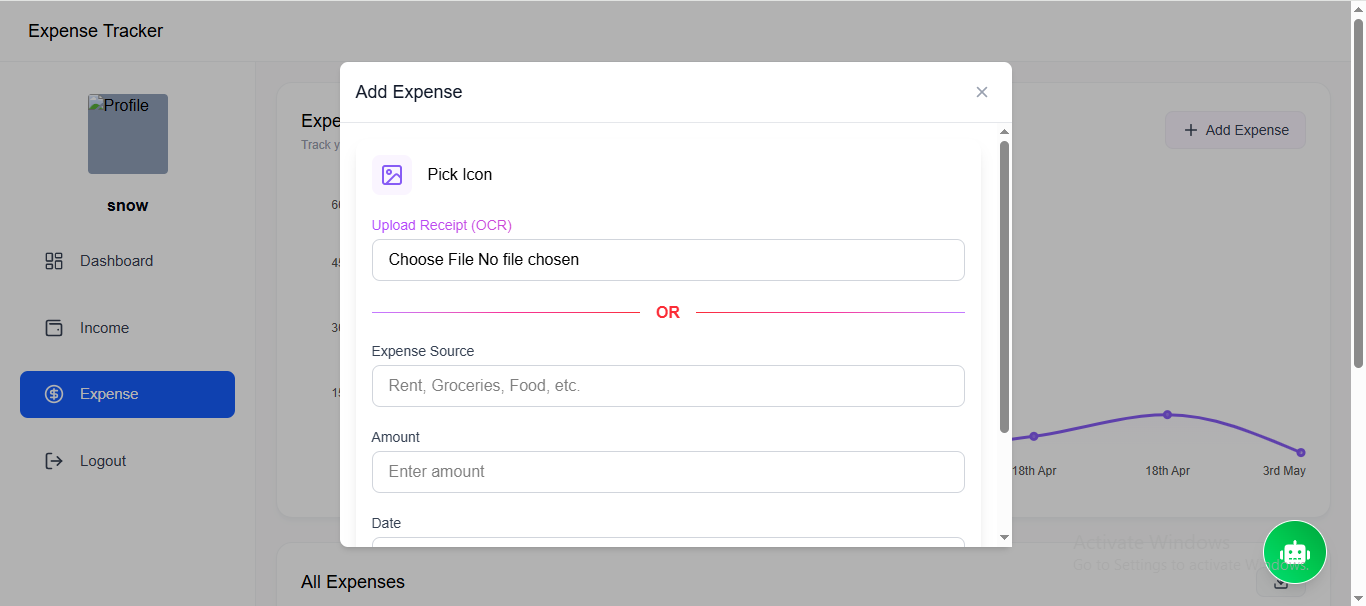 Expense Tracker
Profile
snow
Dashboard
Income
Expense
Logout
Expe
Track y
Add Expense
60
45
30
15
18th Apr
18th Apr
3rd May
All Expenses
Add Expense
Pick Icon
Upload Receipt (OCR)
Choose File No file chosen
OR
Expense Source
Rent, Groceries, Food, etc.
Amount
Enter amount
Date
Activate Windows
Go to Settings to activate Windows.